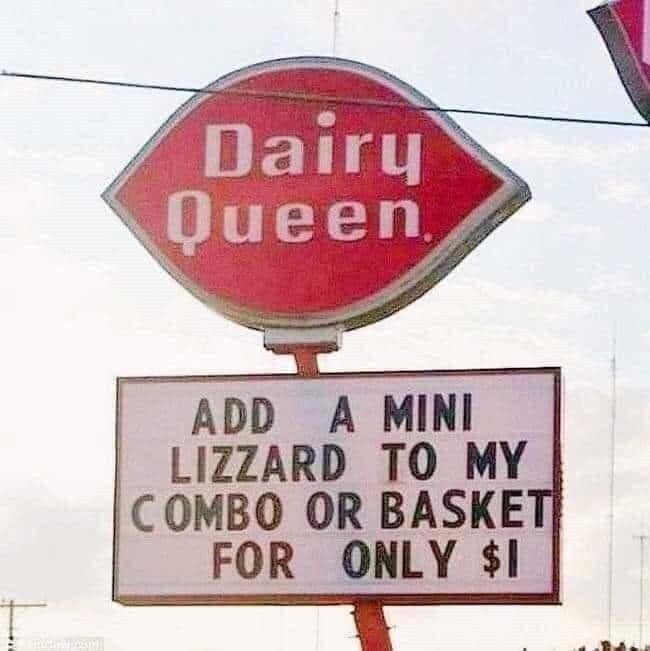 Dairy
Queen.
ADD A MINI
LIZZARD TO MY
COMBO OR BASKET
FOR ONLY $1